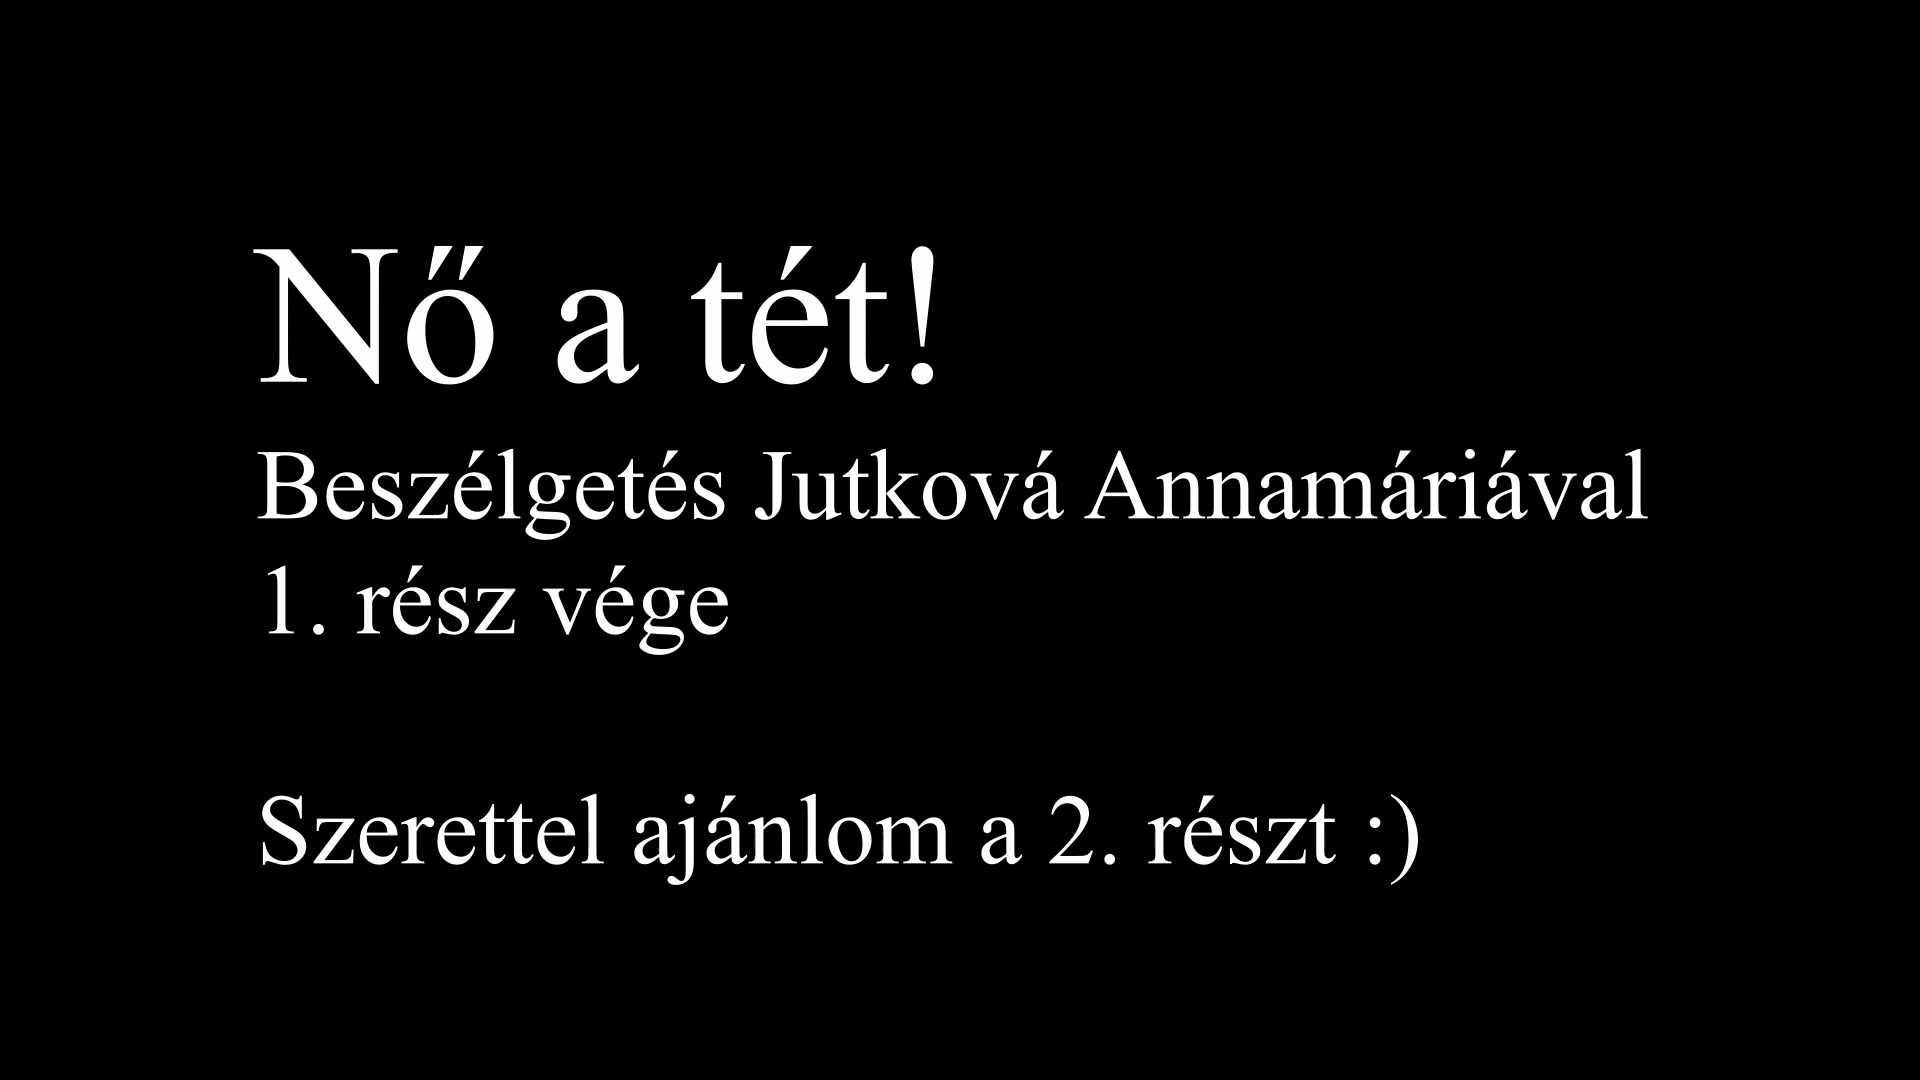 Nő a tét!
Beszélgetés Jutková Annamáriával
1. rész vége
Szerettel ajánlom a 2. részt :)